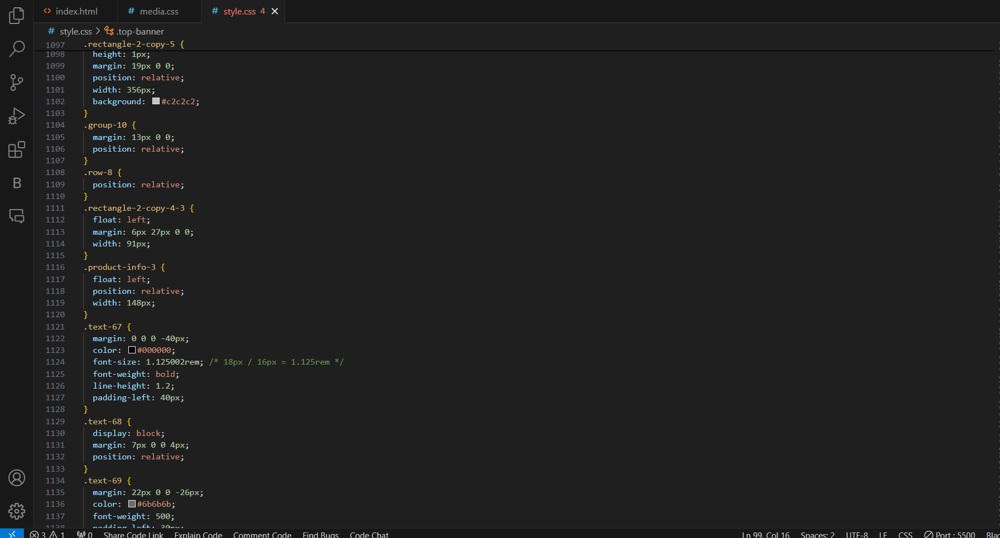 index.html
media.css
style.css 4
style.css > .top-banner
1097 .rectangle-2-copy-5 {
1098 height: 1px;
1099 margin: 19px 0 0;
1100 position: relative;
1101 width: 356px;
1102 background: #c2c2c2;
1103 }
1104 .group-10 {
1105 margin: 13px 0 0;
1106 position: relative;
1107 }
1108 .row-8 {
1109 position: relative;
1110 }
1111 .rectangle-2-copy-4-3 {
1112 float: left;
1113 margin: 6px 27px 0 0;
1114 width: 91px;
1115 }
1116 .product-info-3 {
1117 float: left;
1118 position: relative;
1119 width: 148px;
1120 }
1121 .text-67 {
1122 margin: 0 0 0 -40px;
1123 color: #000000;
1124 font-size: 1.125002rem; /* 18px / 16px = 1.125rem */
1125 font-weight: bold;
1126 line-height: 1.2;
1127 padding-left: 40px;
1128 }
1129 .text-68 {
1130 display: block;
1131 margin: 7px 0 0 4px;
1132 position: relative;
1133 }
1134 .text-69 {
1135 margin: 22px 0 0 -26px;
1136 color: #6b6b6b;
1137 font-weight: 500;
1138 padding-left: 30px;
B
3 1 0 Share Code Link Explain Code Comment Code Find Bugs Code Chat Ln 99, Col 16 Spaces: 2 UTF-8 LF CSS Port : 5500